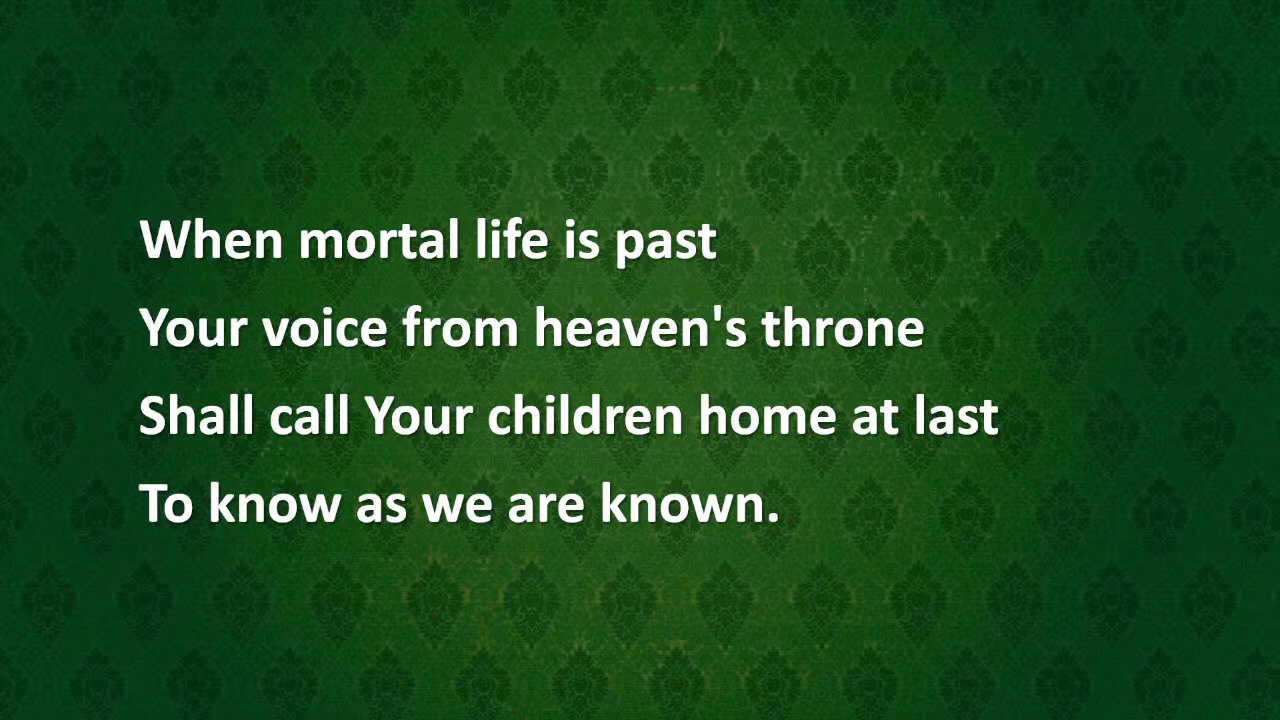 When mortal life is past
Your voice from heaven's throne
Shall call Your children home at last
To know as we are known.